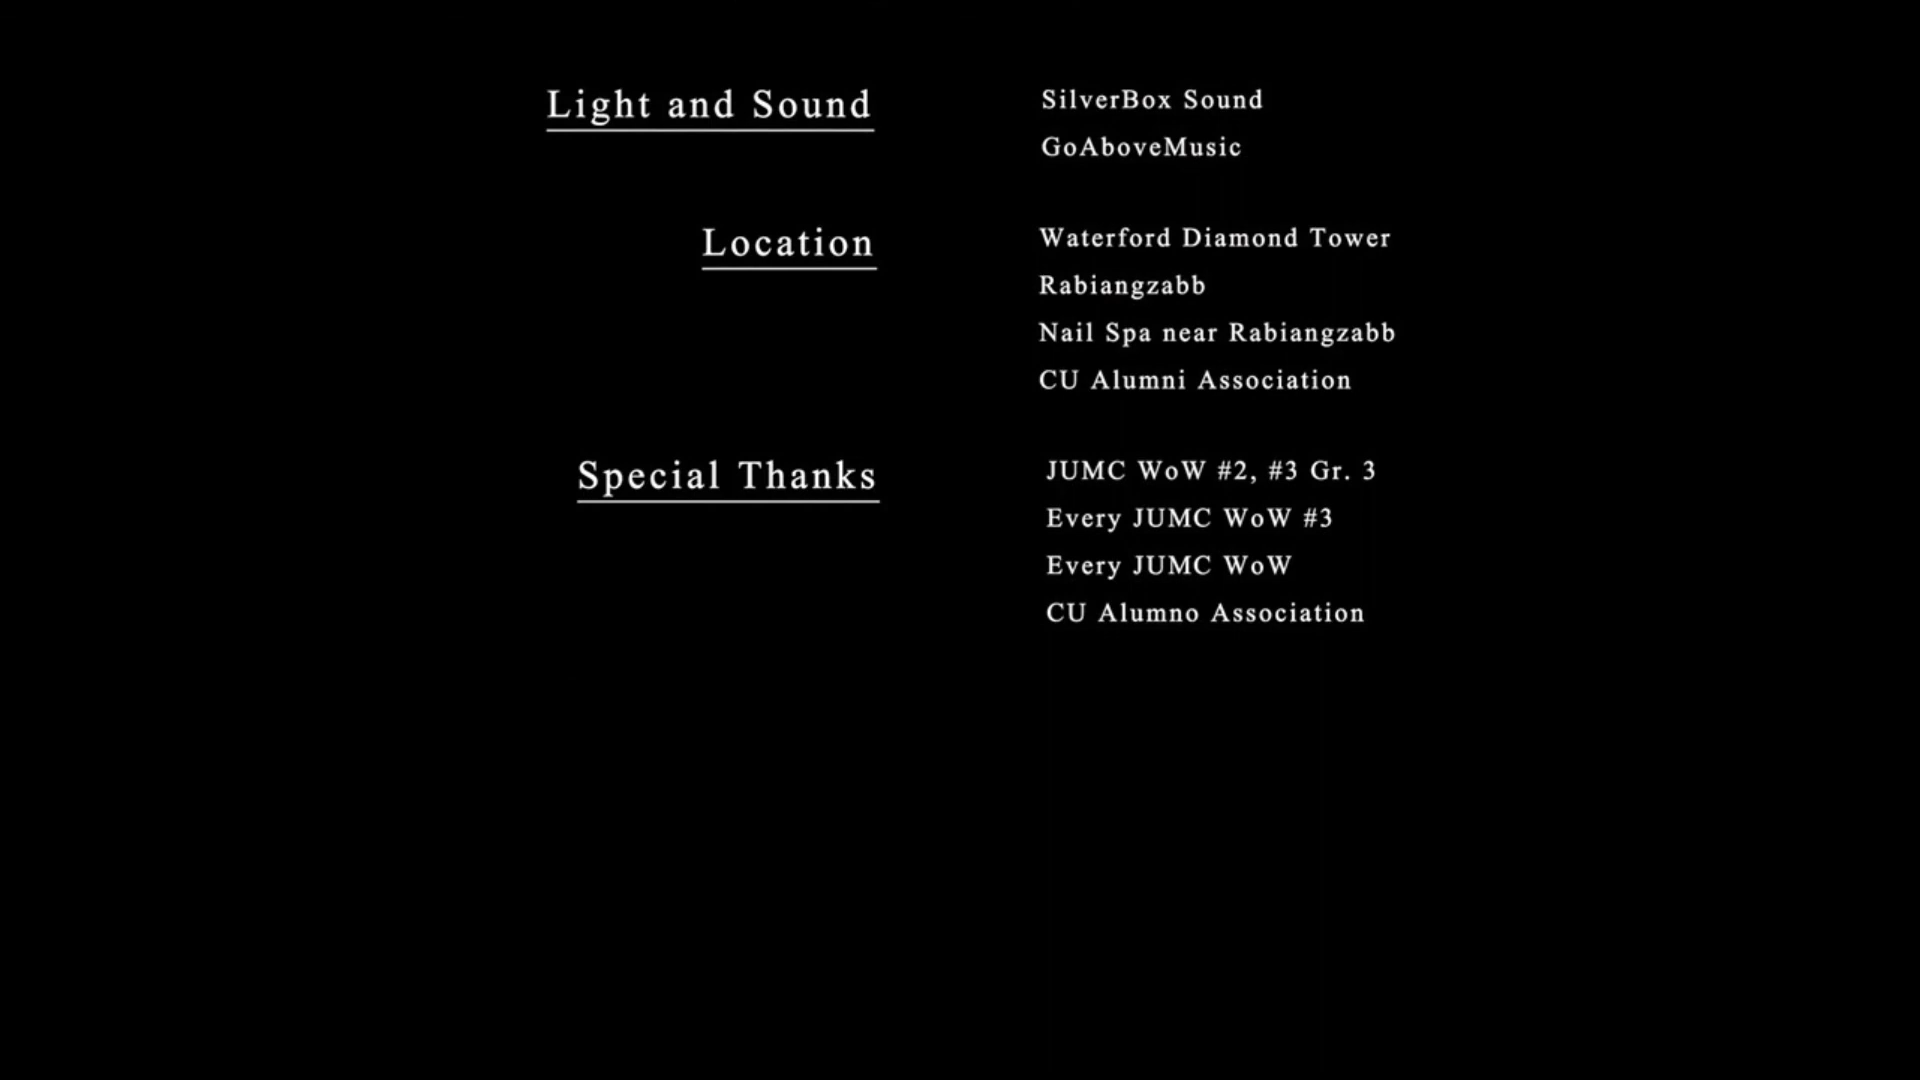 Light and Sound
SilverBox Sound
GoAboveMusic
Location
Waterford Diamond Tower
Rabiangzabb
Nail Spa near Rabiangzabb
CU Alumni Association
Special Thanks
JUMC WoW #2, #3 Gr. 3
Every JUMC WoW #3
Every JUMC WoW
CU Alumno Association